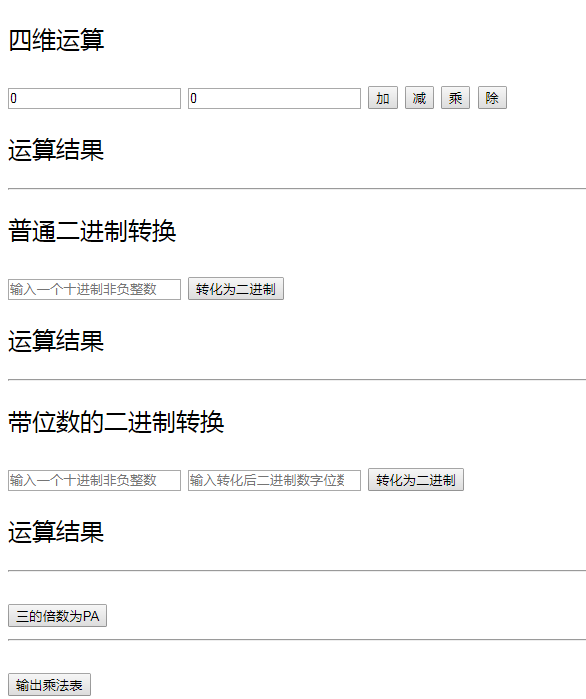 四维运算
0 0 加 减 乘 除
运算结果
普通二进制转换
输入一个十进制非负整数 转化为二进制
运算结果
带位数的二进制转换
输入一个十进制非负整数 输入转化后二进制数字位 转化为二进制
运算结果
三的倍数为PA
输出乘法表